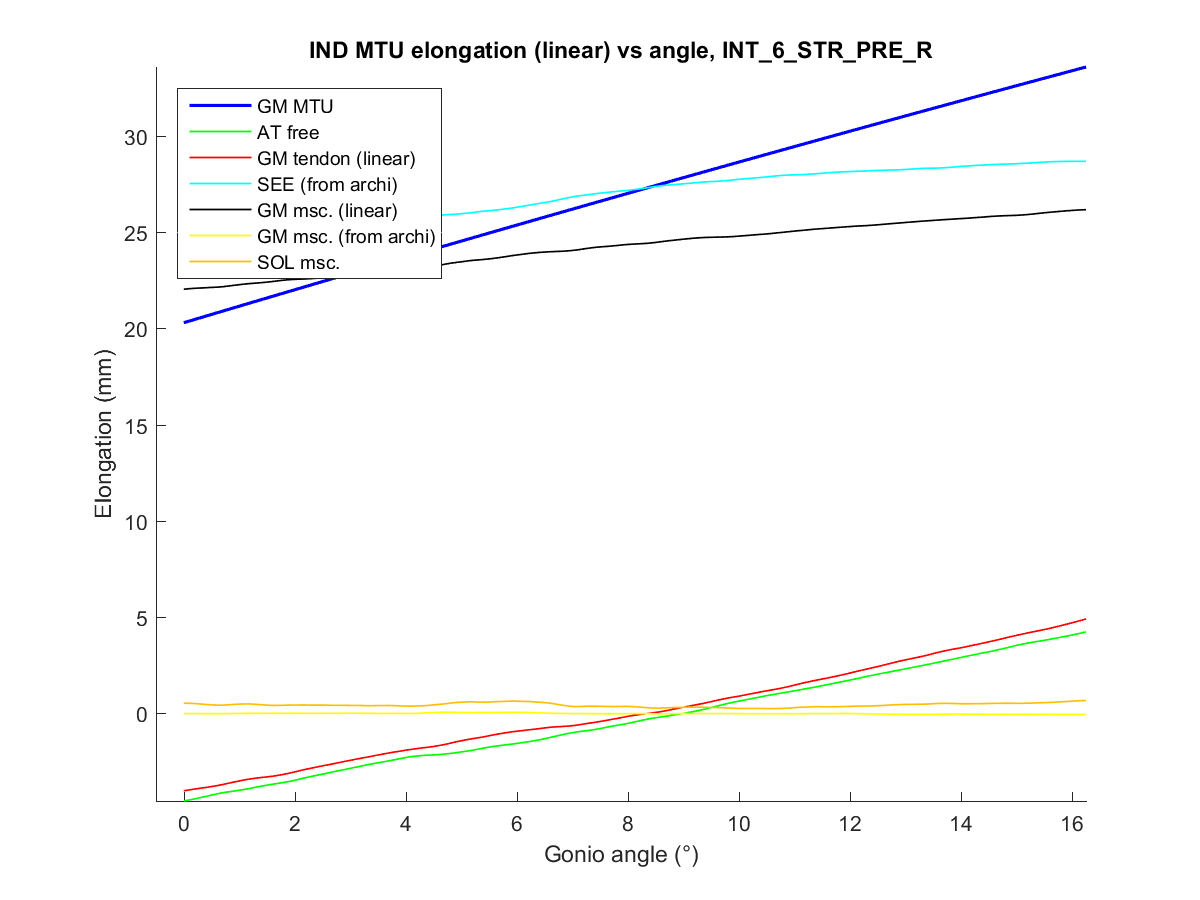 IND MTU elongation (linear) vs angle, INT_6_STR_PRE_R
GM MTU
AT free
GM tendon (linear)
SEE (from archi)
GM msc. (linear)
GM msc. (from archi)
SOL msc.
30
25
20
15
10
5
0
Elongation (mm)
0 2 4 6 8 10 12 14 16
Gonio angle (°)